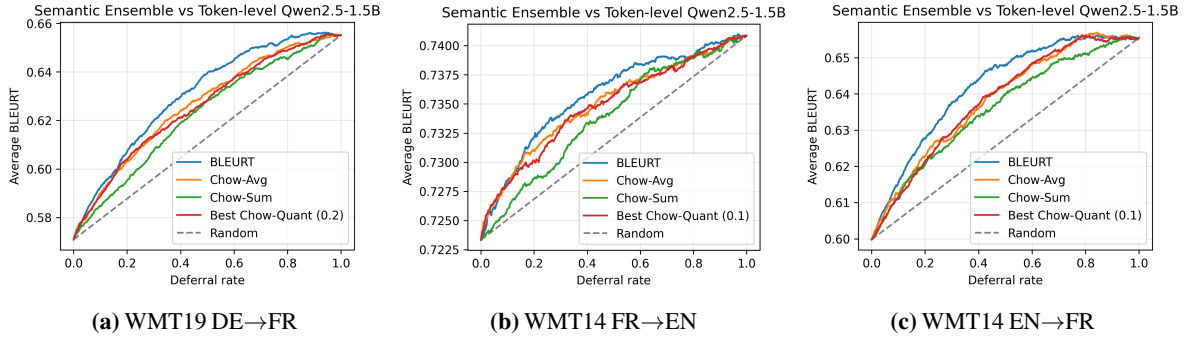 Semantic Ensemble vs Token-level Qwen2.5-1.5B
0.66
0.64
0.62
0.60
0.58
Average BLEURT
BLEURT
Chow-Avg
Chow-Sum
Best Chow-Quant (0.2)
Random
0.0 0.2 0.4 0.6 0.8 1.0
Deferral rate
(a) WMT19 DE→FR
Semantic Ensemble vs Token-level Qwen2.5-1.5B
0.7400
0.7375
0.7350
0.7325
0.7300
0.7275
0.7250
0.7225
Average BLEURT
BLEURT
Chow-Avg
Chow-Sum
Best Chow-Quant (0.1)
Random
0.0 0.2 0.4 0.6 0.8 1.0
Deferral rate
(b) WMT14 FR→EN
Semantic Ensemble vs Token-level Qwen2.5-1.5B
0.65
0.64
0.63
0.62
0.61
0.60
Average BLEURT
BLEURT
Chow-Avg
Chow-Sum
Best Chow-Quant (0.1)
Random
0.0 0.2 0.4 0.6 0.8 1.0
Deferral rate
(c) WMT14 EN→FR